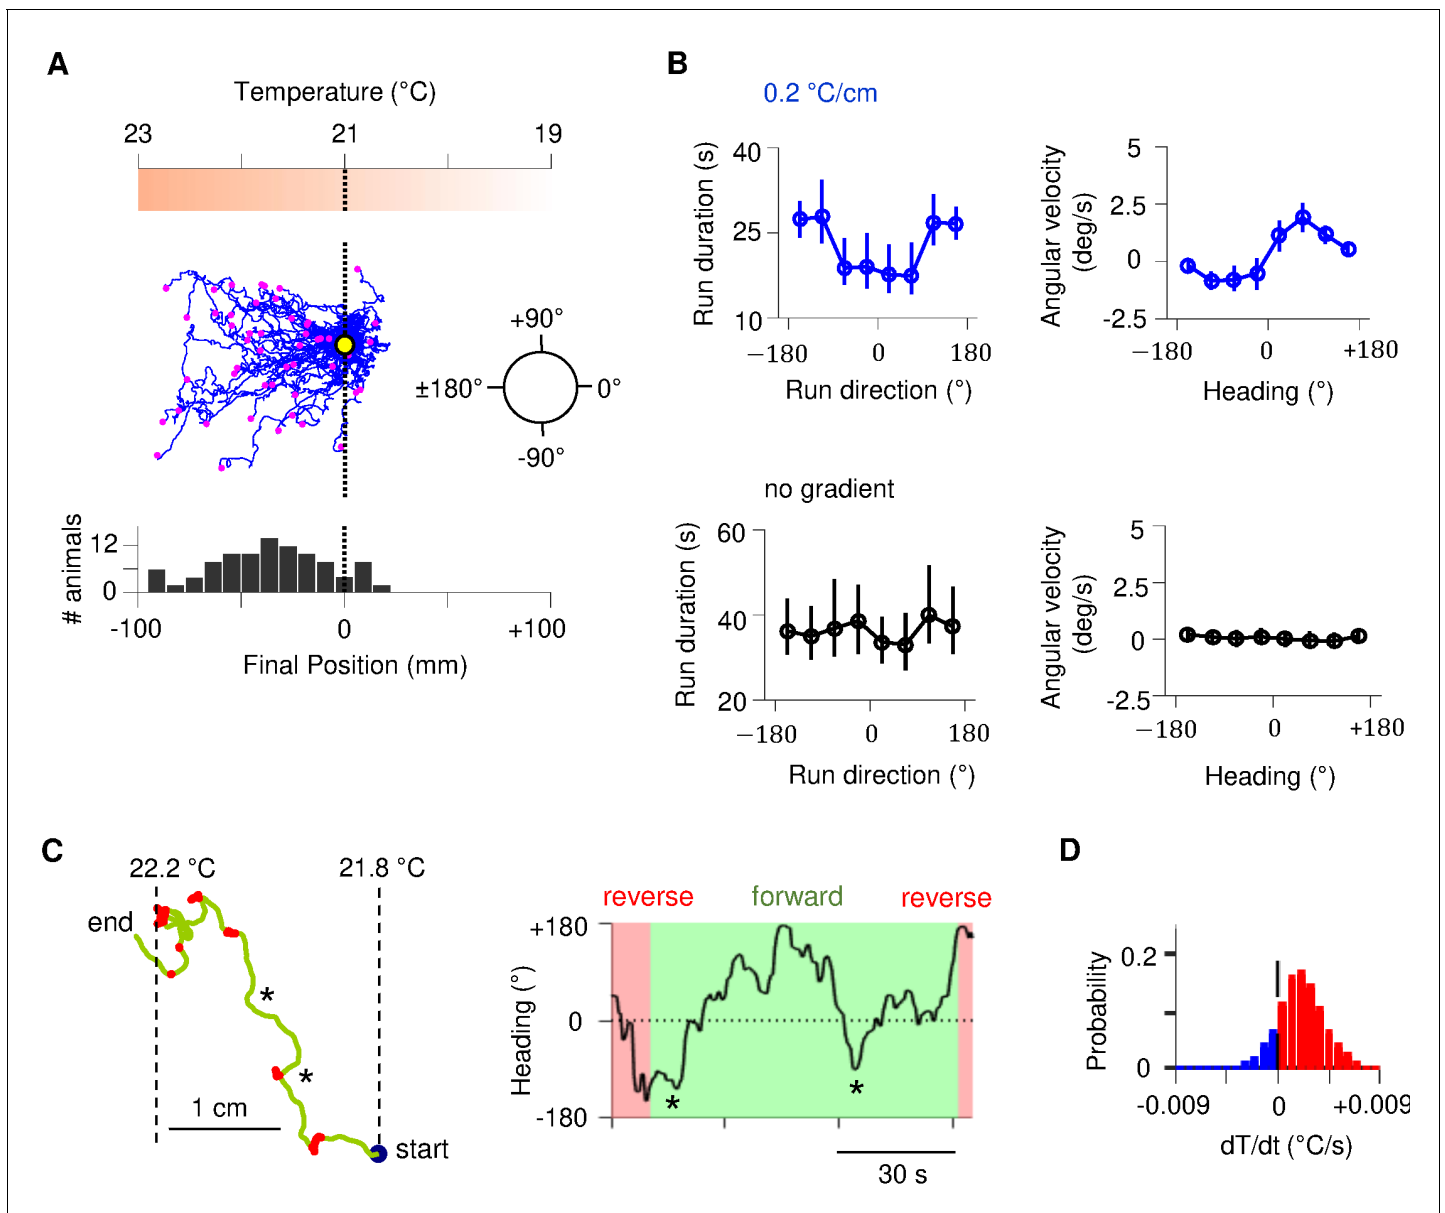 A
Temperature (°C)
23
21
19
+90°
±180°
0°
-90°
# animals
12
0
-100
0
+100
Final Position (mm)
B
0.2 °C/cm
Run duration (s)
40
25
10
−180
0
180
Run direction (°)
Angular velocity
(deg/s)
5
2.5
0
-2.5
−180
0
+180
Heading (°)
no gradient
Run duration (s)
60
40
20
−180
0
180
Run direction (°)
Angular velocity
(deg/s)
5
2.5
0
-2.5
−180
0
+180
Heading (°)
C
22.2 °C
21.8 °C
end
*
*
1 cm
start
reverse
forward
reverse
Heading (°)
+180
0
-180
*
*
30 s
D
Probability
0.2
0
-0.009
0
+0.009
dT/dt (°C/s)